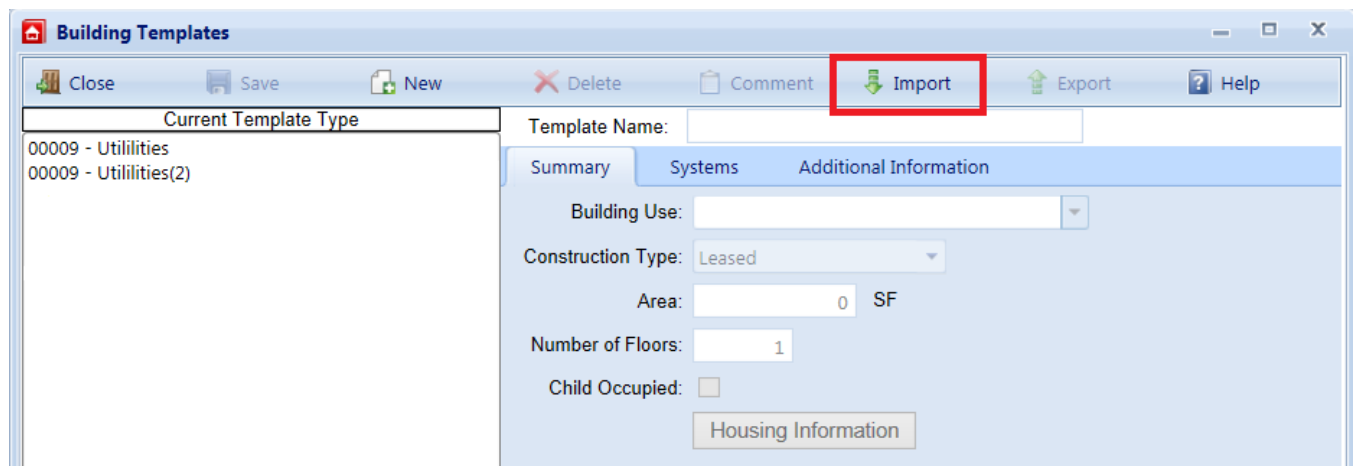 Building Templates
Close Save New Delete Comment Import Export Help
Current Template Type
00009 - Utililities
00009 - Utililities(2)
Template Name:
Summary Systems Additional Information
Building Use:
Construction Type: Leased
Area: 0 SF
Number of Floors: 1
Child Occupied:
Housing Information